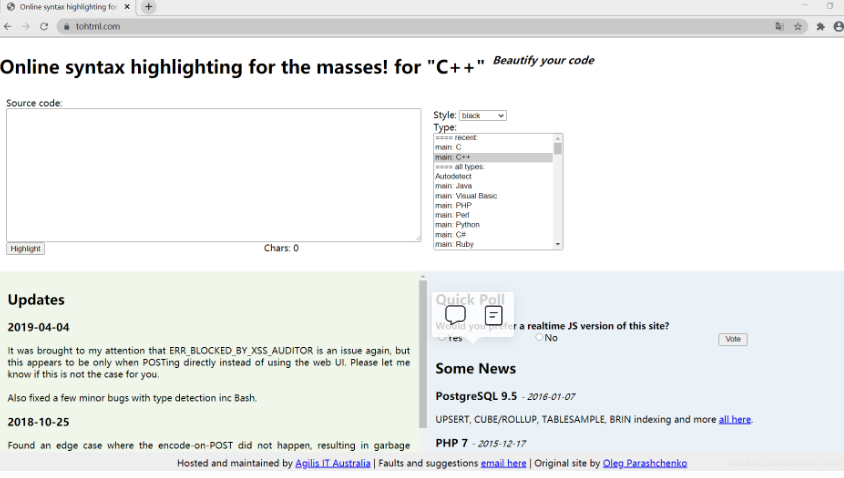 Online syntax highlighting for
tohtml.com
Online syntax highlighting for the masses! for "C++" Beautify your code
Source code:
Style: black
Type:
==== recent:
main: C
main: C++
==== all types:
Autodetect
main: Java
main: Visual Basic
main: PHP
main: Perl
main: Python
main: C#
main: Ruby
Highlight
Chars: 0
Updates
2019-04-04
It was brought to my attention that ERR_BLOCKED_BY_XSS_AUDITOR is an issue again, but
this appears to be only when POSTing directly instead of using the web UI. Please let me
know if this is not the case for you.
Also fixed a few minor bugs with type detection inc Bash.
2018-10-25
Found an edge case where the encode-on-POST did not happen, resulting in garbage
Quick Poll
Would you prefer a realtime JS version of this site?
Yes No Vote
Some News
PostgreSQL 9.5 - 2016-01-07
UPSERT, CUBE/ROLLUP, TABLESAMPLE, BRIN indexing and more all here.
PHP 7 - 2015-12-17
Hosted and maintained by Agilis IT Australia | Faults and suggestions email here | Original site by Oleg Parashchenko